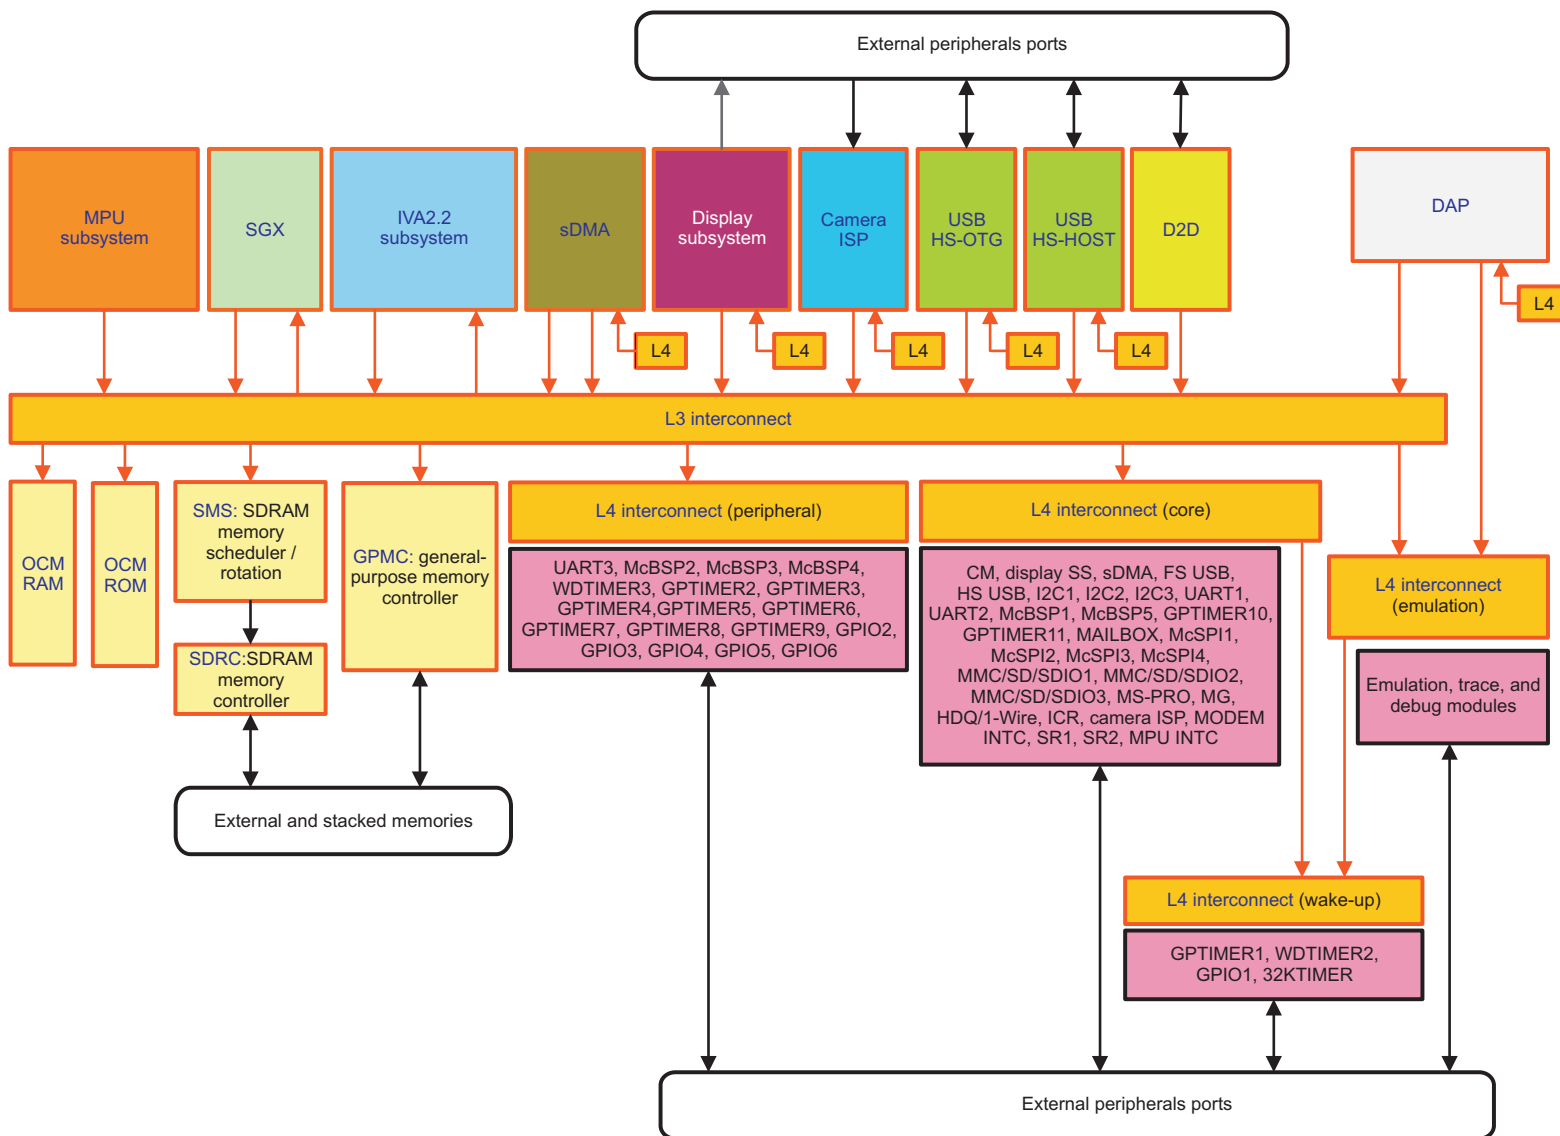 External peripherals ports
MPU
subsystem
SGX
IVA2.2
subsystem
sDMA
Display
subsystem
Camera
ISP
USB
HS-OTG
USB
HS-HOST
D2D
DAP
L4
L4
L4
L4
L4
L4
L3 interconnect
OCM
RAM
OCM
ROM
SMS: SDRAM
memory
scheduler /
rotation
SDRC:SDRAM
memory
controller
GPMC: general-
purpose memory
controller
L4 interconnect (peripheral)
UART3, McBSP2, McBSP3, McBSP4,
WDTIMER3, GPTIMER2, GPTIMER3,
GPTIMER4,GPTIMER5, GPTIMER6,
GPTIMER7, GPTIMER8, GPTIMER9, GPIO2,
GPIO3, GPIO4, GPIO5, GPIO6
L4 interconnect (core)
CM, display SS, sDMA, FS USB,
HS USB, I2C1, I2C2, I2C3, UART1,
UART2, McBSP1, McBSP5, GPTIMER10,
GPTIMER11, MAILBOX, McSPI1,
McSPI2, McSPI3, McSPI4,
MMC/SD/SDIO1, MMC/SD/SDIO2,
MMC/SD/SDIO3, MS-PRO, MG,
HDQ/1-Wire, ICR, camera ISP, MODEM
INTC, SR1, SR2, MPU INTC
L4 interconnect
(emulation)
Emulation, trace, and
debug modules
External and stacked memories
L4 interconnect (wake-up)
GPTIMER1, WDTIMER2,
GPIO1, 32KTIMER
External peripherals ports